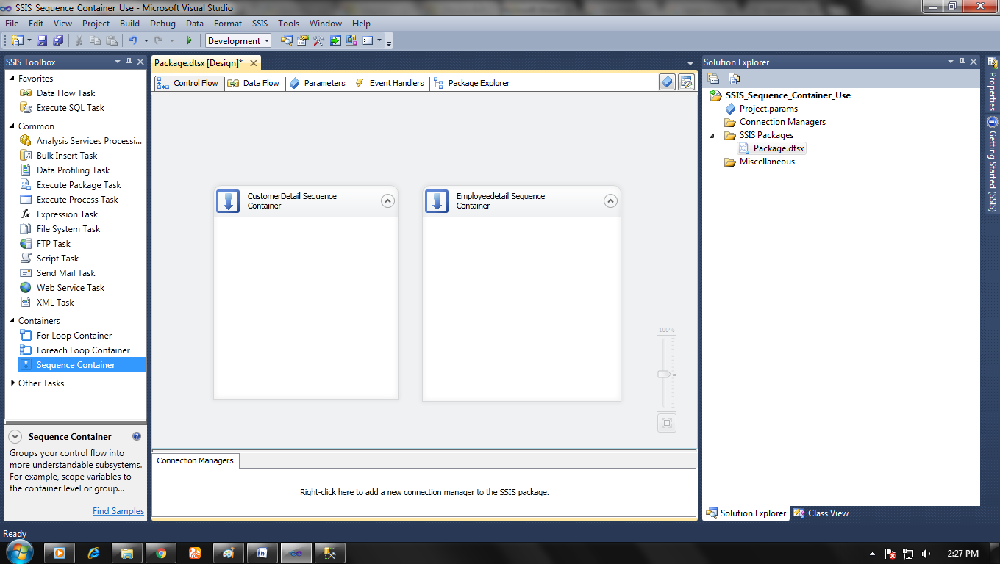 SSIS_Sequence_Container_Use - Microsoft Visual Studio
File Edit View Project Build Debug Data Format SSIS Tools Window Help
Development
SSIS Toolbox
Favorites
Data Flow Task
Execute SQL Task
Common
Analysis Services Processi...
Bulk Insert Task
Data Profiling Task
Execute Package Task
Execute Process Task
Expression Task
File System Task
FTP Task
Script Task
Send Mail Task
Web Service Task
XML Task
Containers
For Loop Container
Foreach Loop Container
Sequence Container
Other Tasks
Sequence Container
Groups your control flow into
more understandable subsystems.
For example, scope variables to
the container level or group...
Find Samples
Package.dtsx [Design]*
Control Flow Data Flow Parameters Event Handlers Package Explorer
CustomerDetail Sequence
Container
Employeedetail Sequence
Container
100%
Connection Managers
Right-click here to add a new connection manager to the SSIS package.
Solution Explorer
SSIS_Sequence_Container_Use
Project.params
Connection Managers
SSIS Packages
Package.dtsx
Miscellaneous
Solution Explorer Class View
Properties
Getting Started (SSIS)
Ready
2:27 PM